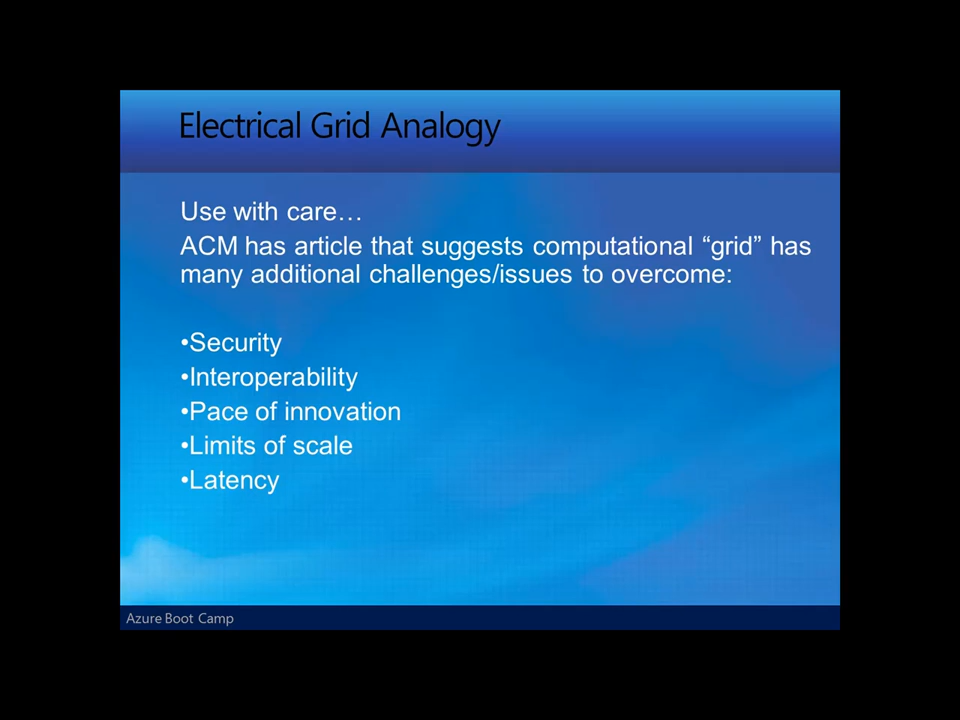 Electrical Grid Analogy
Use with care…
ACM has article that suggests computational “grid” has
many additional challenges/issues to overcome:
•Security
•Interoperability
•Pace of innovation
•Limits of scale
•Latency
Azure Boot Camp